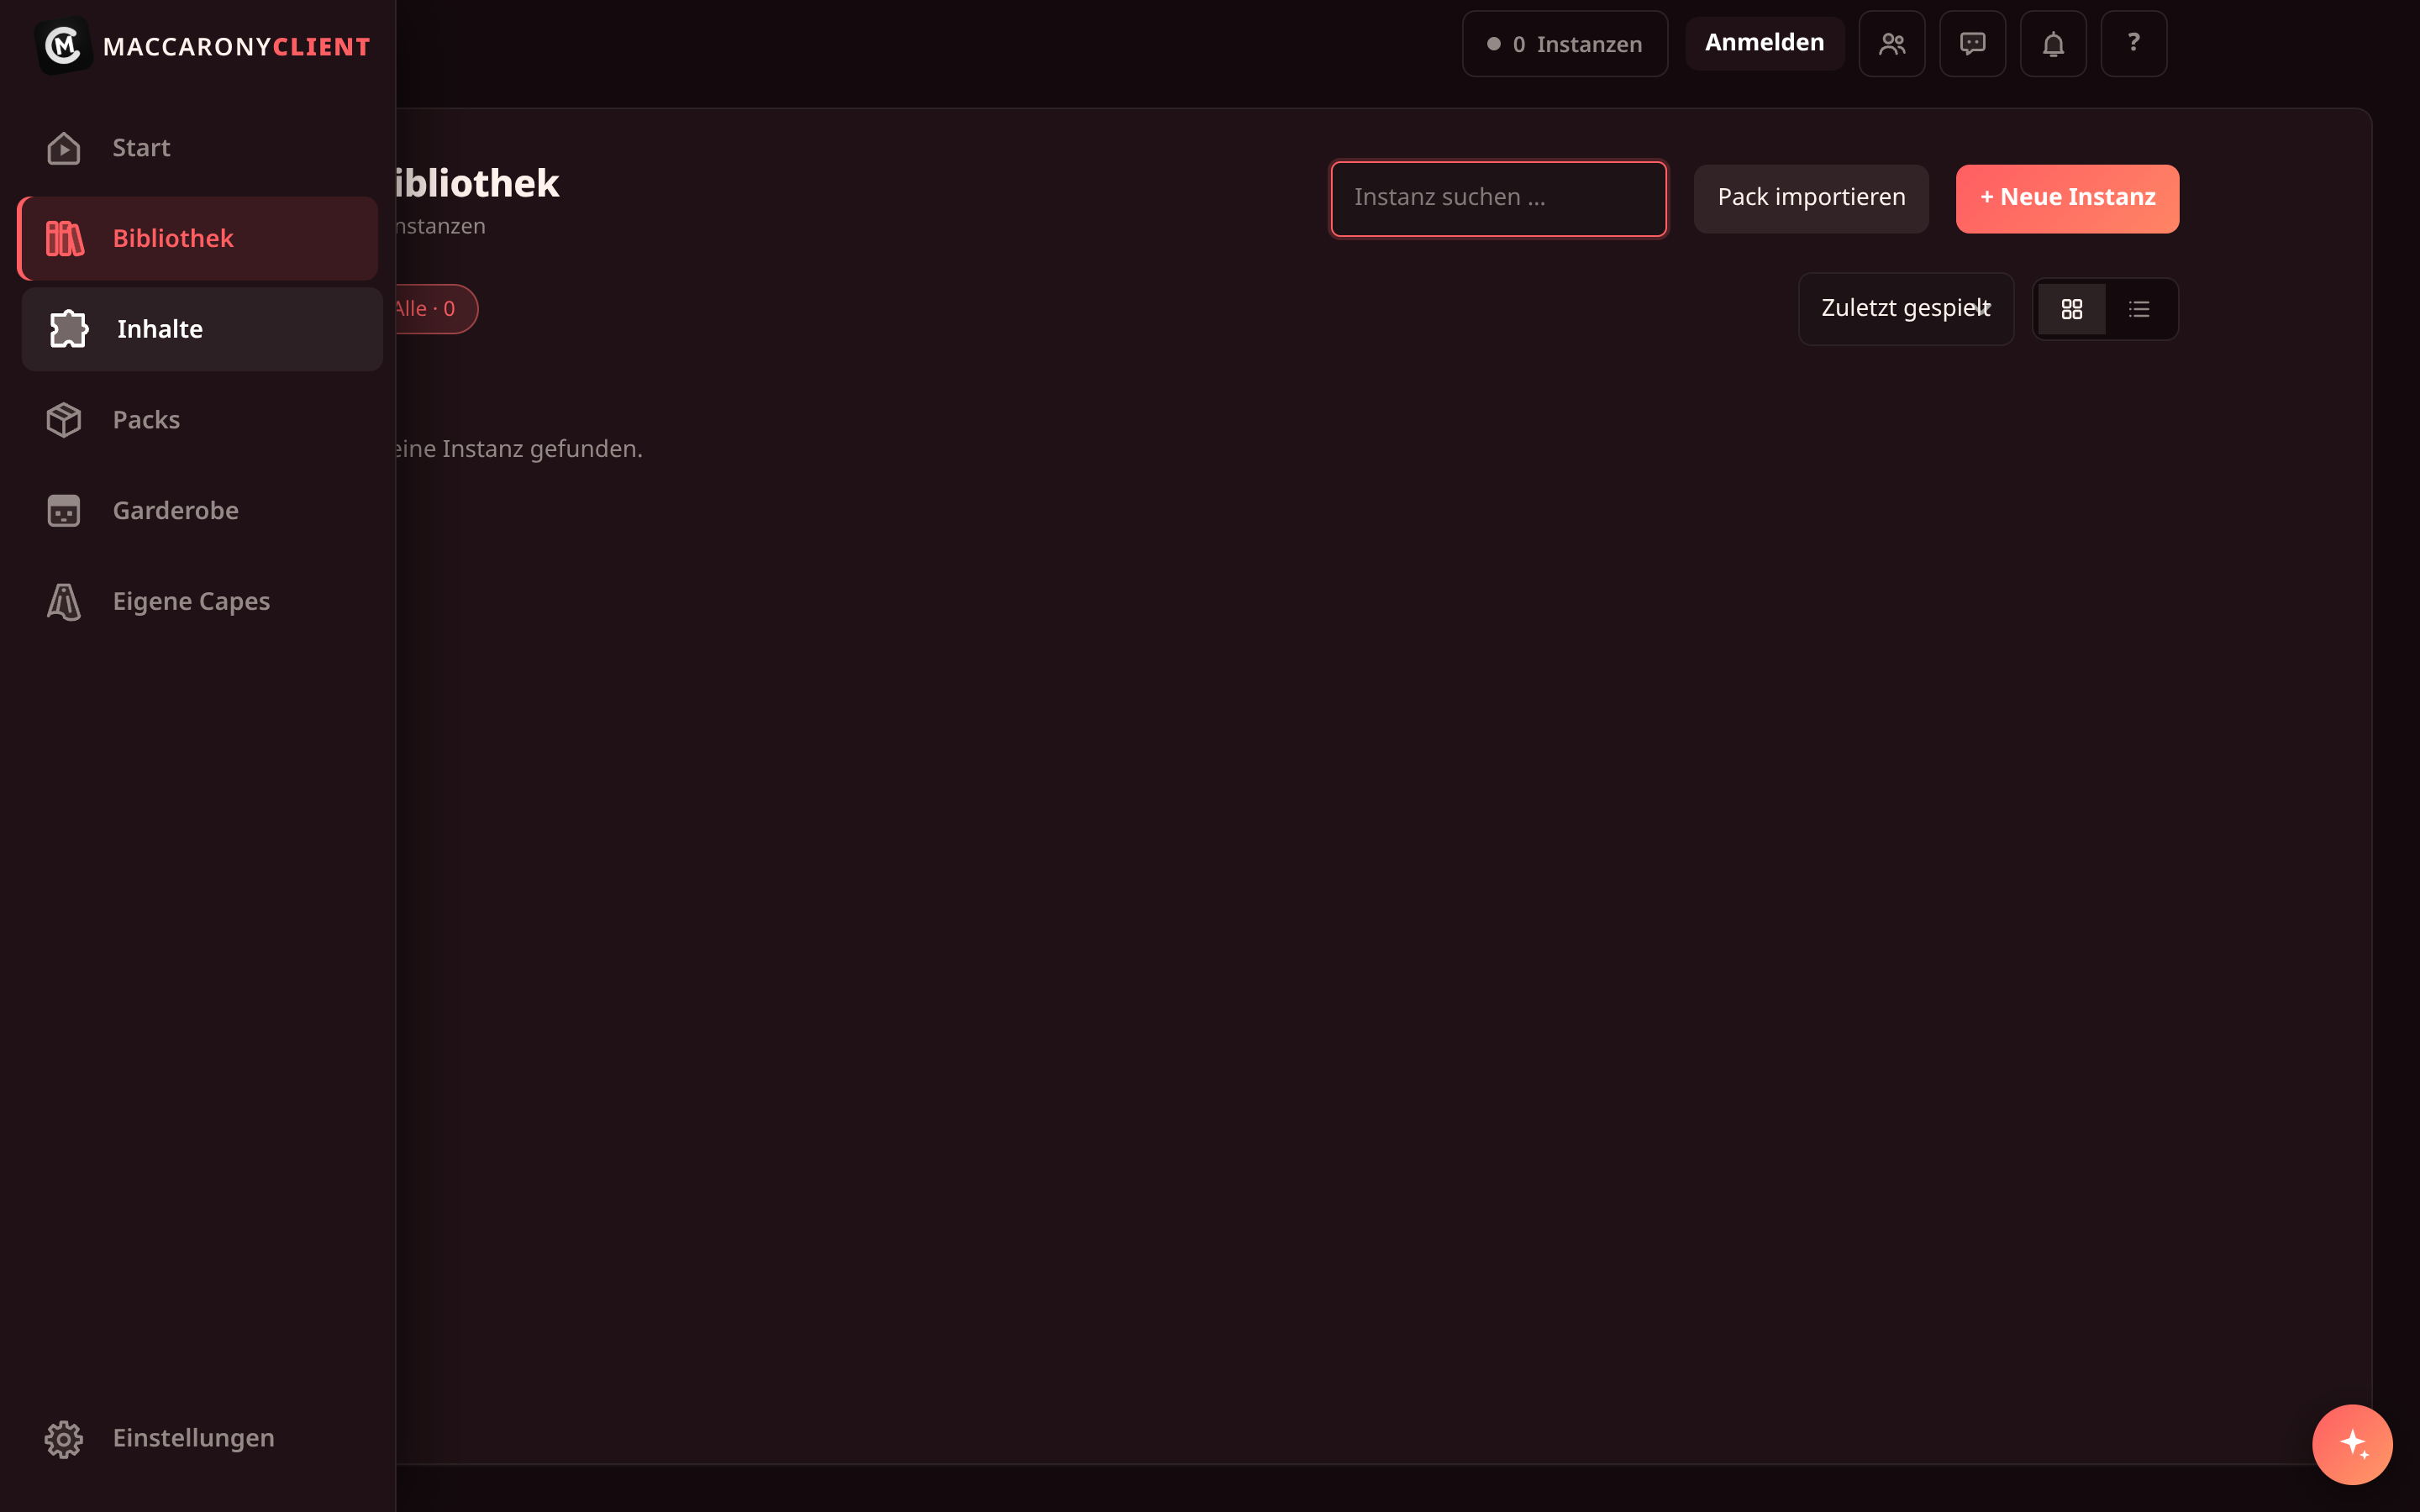 MACCARONYCLIENT
0 Instanzen
Anmelden
?
Start
Bibliothek
Inhalte
Packs
Garderobe
Eigene Capes
Einstellungen
ibliothek
nstanzen
Instanz suchen ...
Pack importieren
+ Neue Instanz
Alle · 0
Zuletzt gespielt
eine Instanz gefunden.